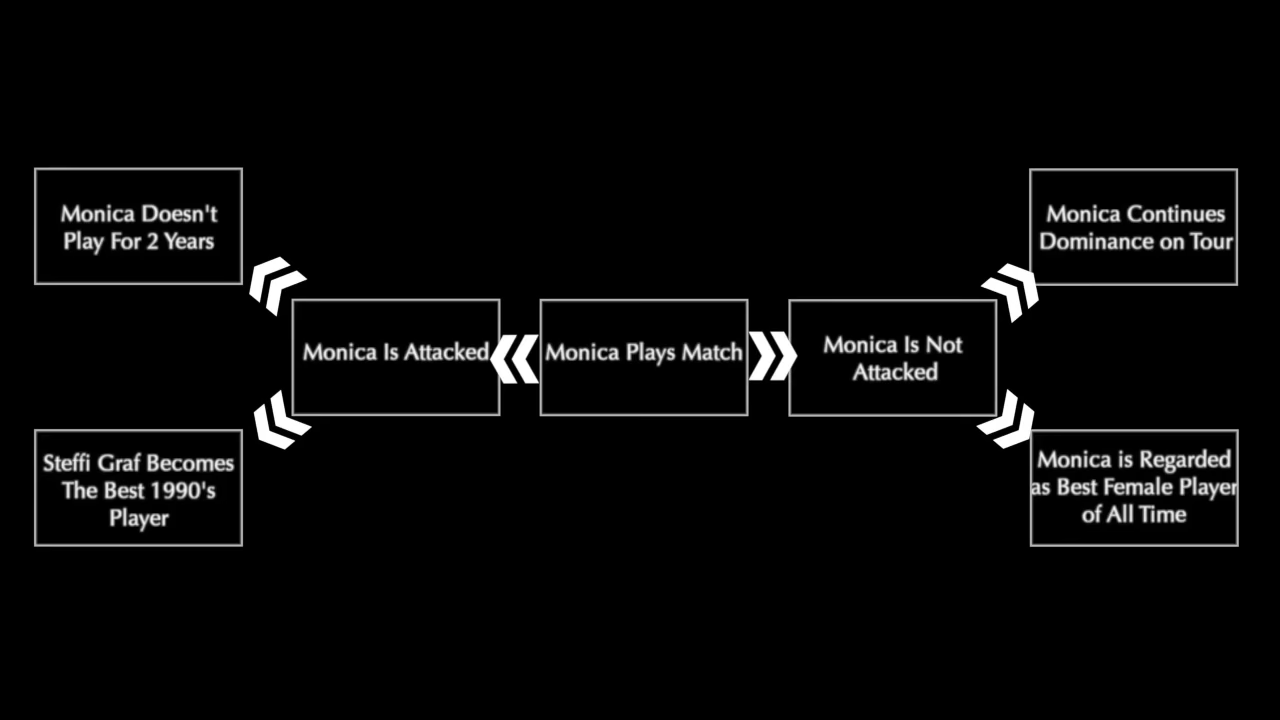 Monica Doesn't
Play For 2 Years
Monica Continues
Dominance on Tour
Monica Is Attacked
Monica Plays Match
Monica Is Not
Attacked
Steffi Graf Becomes
The Best 1990's
Player
Monica is Regarded
as Best Female Player
of All Time